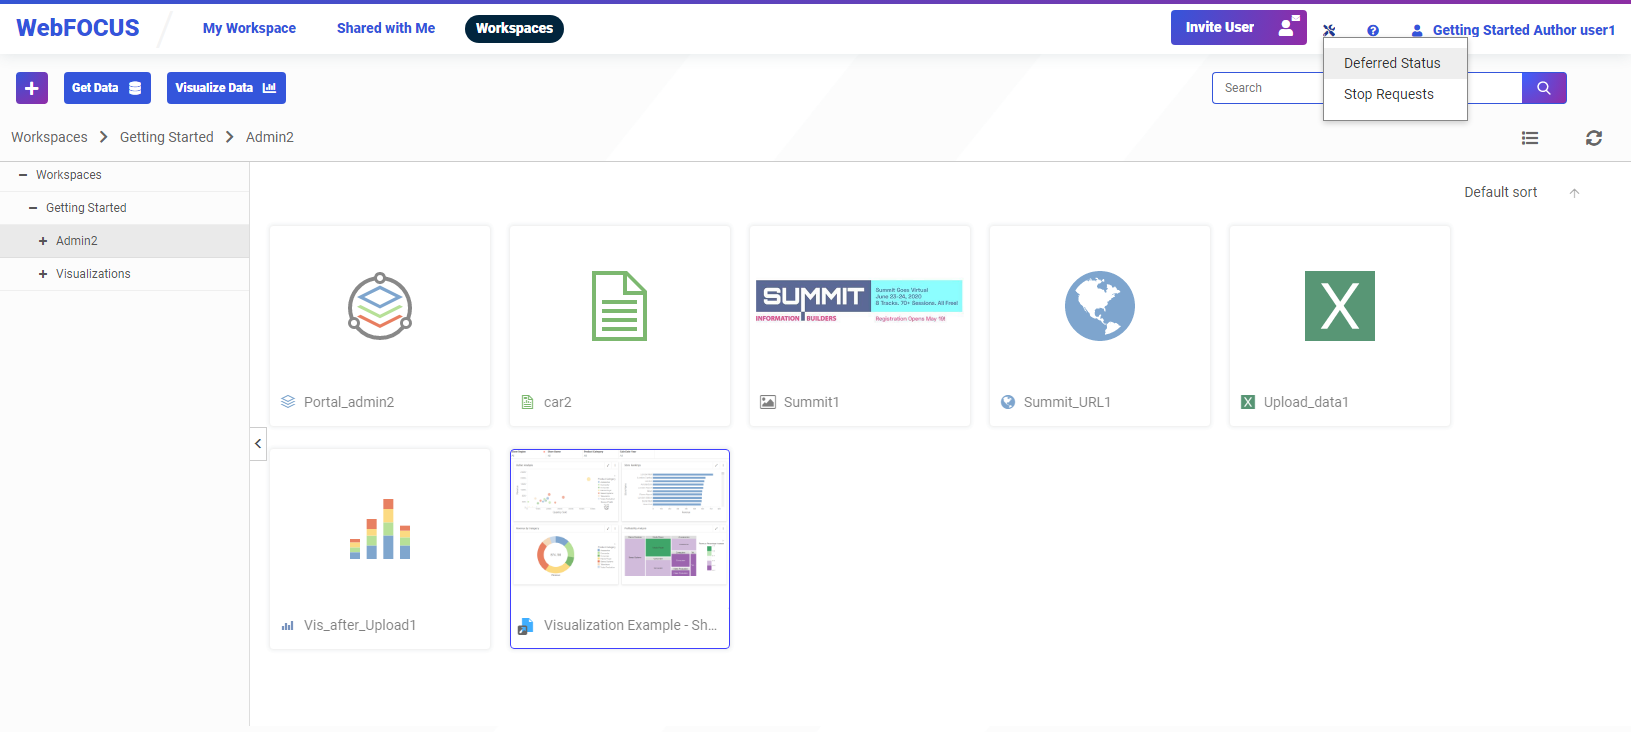 WebFOCUS
My Workspace
Shared with Me
Workspaces
Invite User
Getting Started Author user1
Deferred Status
Stop Requests
Get Data
Visualize Data
Search
Workspaces
Getting Started
Admin2
Workspaces
Getting Started
Admin2
Visualizations
Default sort
SUMMIT
INFORMATION BUILDERS
Summit Goes Virtual
June 23-24, 2020
8 Tracks. 70+ Sessions. All Free!
Registration Opens May 19!
Portal_admin2
car2
Summit1
Summit_URL1
Upload_data1
Vis_after_Upload1
Visualization Example - Sh...